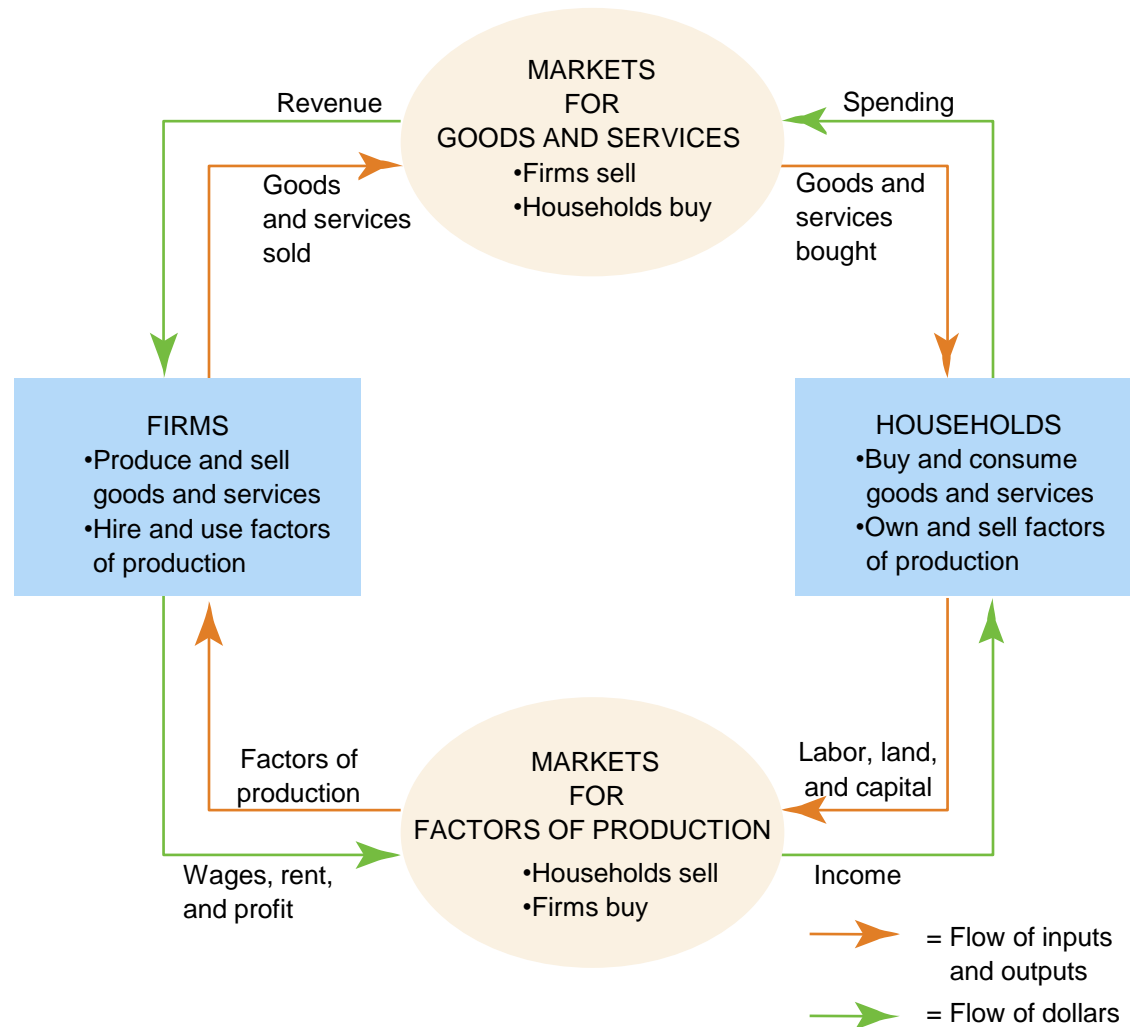 MARKETS
FOR
GOODS AND SERVICES
•Firms sell
•Households buy
Revenue
Spending
Goods
and services
sold
Goods and
services
bought
FIRMS
•Produce and sell
goods and services
•Hire and use factors
of production
HOUSEHOLDS
•Buy and consume
goods and services
•Own and sell factors
of production
Factors of
production
MARKETS
FOR
FACTORS OF PRODUCTION
•Households sell
•Firms buy
Labor, land,
and capital
Wages, rent,
and profit
Income
= Flow of inputs
and outputs
= Flow of dollars